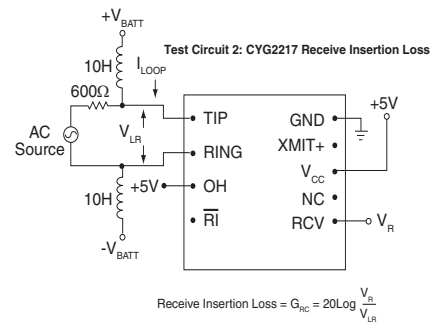 +V_BATT
Test Circuit 2: CYG2217 Receive Insertion Loss
I_LOOP
10H
600Ω
+5V
TIP
GND
AC
Source
V_LR
XMIT+
RING
V_CC
10H
+5V
OH
NC
RI
RCV
V_R
-V_BATT
Receive Insertion Loss = G_RC = 20Log V_R / V_LR